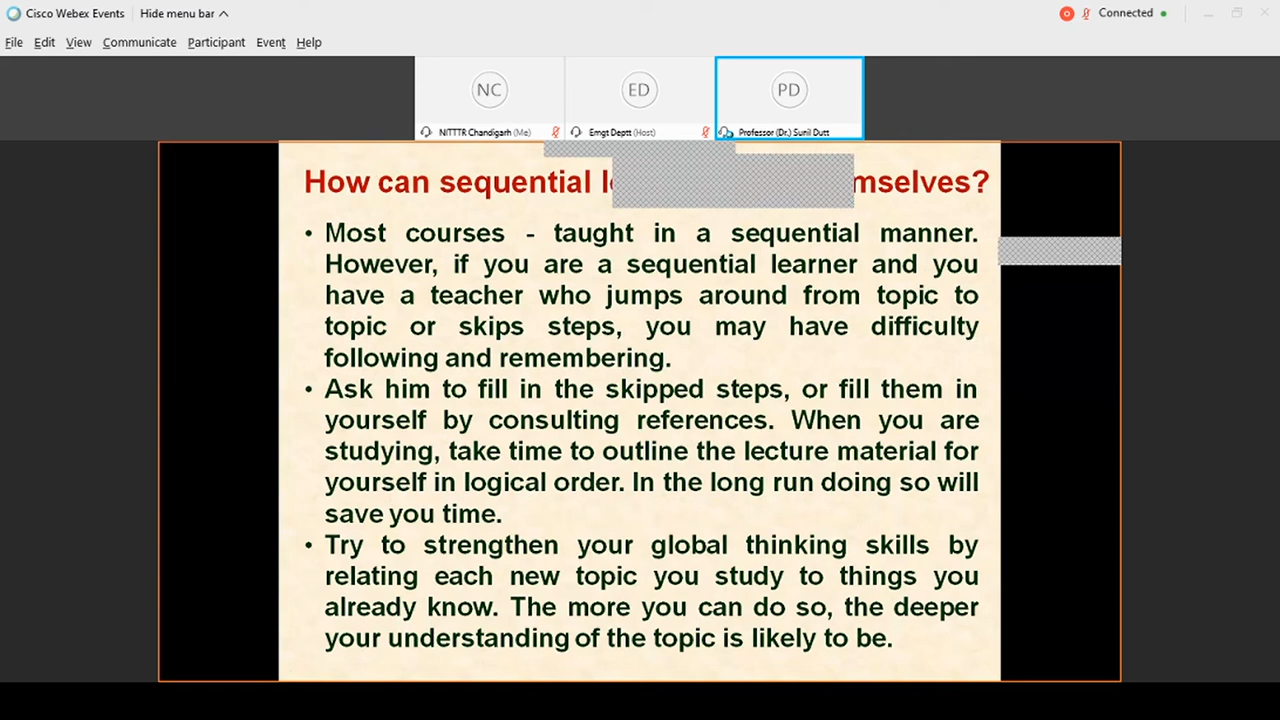 Cisco Webex Events Hide menu bar Connected
File Edit View Communicate Participant Event Help
NC ED PD
NITTTR Chandigarh (Me) Emgt Deptt (Host) Professor (Dr.) Sunil Dutt
How can sequential mselves?
• Most courses - taught in a sequential manner.
However, if you are a sequential learner and you
have a teacher who jumps around from topic to
topic or skips steps, you may have difficulty
following and remembering.
• Ask him to fill in the skipped steps, or fill them in
yourself by consulting references. When you are
studying, take time to outline the lecture material for
yourself in logical order. In the long run doing so will
save you time.
• Try to strengthen your global thinking skills by
relating each new topic you study to things you
already know. The more you can do so, the deeper
your understanding of the topic is likely to be.